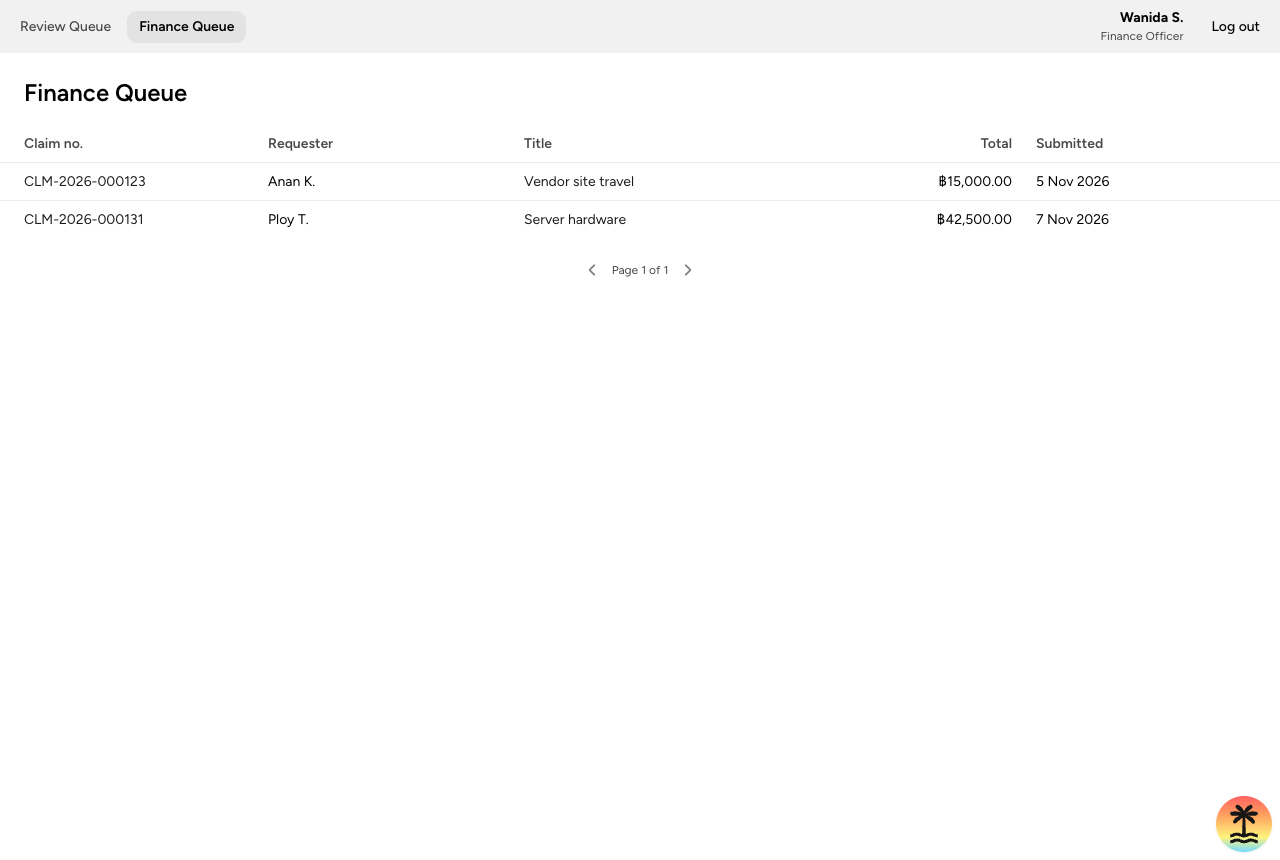 Review Queue Finance Queue Wanida S. Log out
Finance Officer
Finance Queue
Claim no. Requester Title Total Submitted
CLM-2026-000123 Anan K. Vendor site travel ฿15,000.00 5 Nov 2026
CLM-2026-000131 Ploy T. Server hardware ฿42,500.00 7 Nov 2026
Page 1 of 1